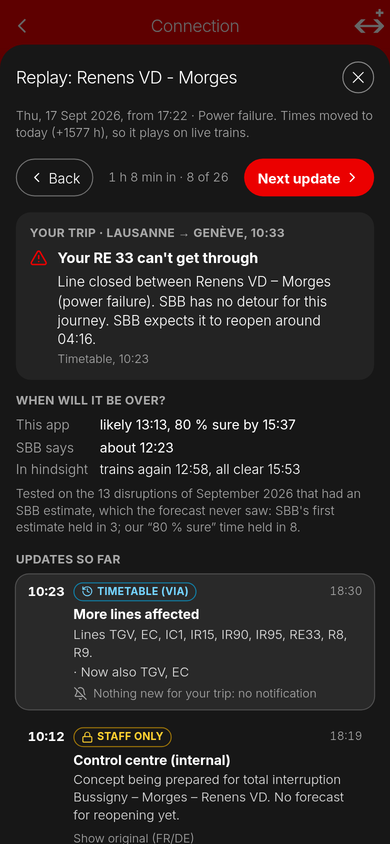 Connection
Replay: Renens VD - Morges
Thu, 17 Sept 2026, from 17:22 · Power failure. Times moved to
today (+1577 h), so it plays on live trains.
Back
1 h 8 min in · 8 of 26
Next update
YOUR TRIP · LAUSANNE → GENÈVE, 10:33
Your RE 33 can't get through
Line closed between Renens VD – Morges
(power failure). SBB has no detour for this
journey. SBB expects it to reopen around
04:16.
Timetable, 10:23
WHEN WILL IT BE OVER?
This app likely 13:13, 80 % sure by 15:37
SBB says about 12:23
In hindsight trains again 12:58, all clear 15:53
Tested on the 13 disruptions of September 2026 that had an
SBB estimate, which the forecast never saw: SBB's first
estimate held in 3; our “80 % sure” time held in 8.
UPDATES SO FAR
10:23 TIMETABLE (VIA) 18:30
More lines affected
Lines TGV, EC, IC1, IR15, IR90, IR95, RE33, R8,
R9.
· Now also TGV, EC
Nothing new for your trip: no notification
10:12 STAFF ONLY 18:19
Control centre (internal)
Concept being prepared for total interruption
Bussigny – Morges – Renens VD. No forecast
for reopening yet.
Show original (FR/DE)